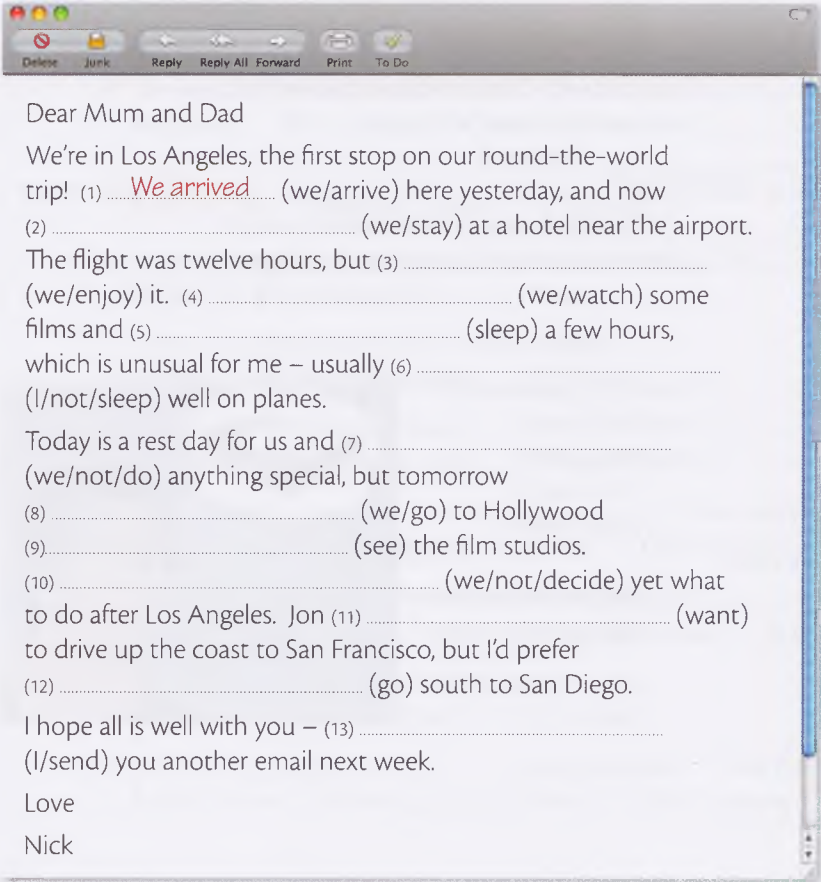 Delete Junk Reply Reply All Forward Print To Do
Dear Mum and Dad
We're in Los Angeles, the first stop on our round-the-world
trip! (1) We arrived (we/arrive) here yesterday, and now
(2) (we/stay) at a hotel near the airport.
The flight was twelve hours, but (3)
(we/enjoy) it. (4) (we/watch) some
films and (5) (sleep) a few hours,
which is unusual for me – usually (6)
(I/not/sleep) well on planes.
Today is a rest day for us and (7)
(we/not/do) anything special, but tomorrow
(8) (we/go) to Hollywood
(9) (see) the film studios.
(10) (we/not/decide) yet what
to do after Los Angeles. Jon (11) (want)
to drive up the coast to San Francisco, but I'd prefer
(12) (go) south to San Diego.
I hope all is well with you – (13)
(I/send) you another email next week.
Love
Nick